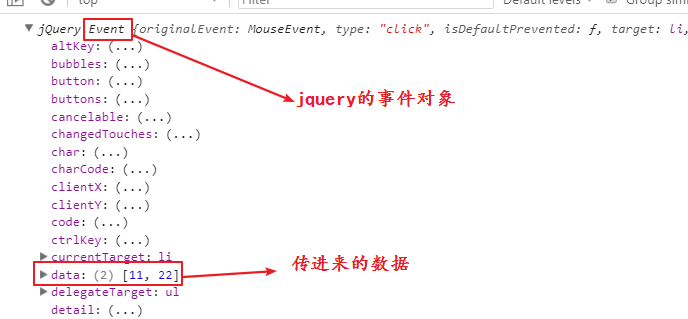 top
Filter
Default levels
Group sim
jQuery.Event {originalEvent: MouseEvent, type: "click", isDefaultPrevented: ƒ, target: li,
altKey: (...)
jquery的事件对象
bubbles: (...)
button: (...)
buttons: (...)
cancelable: (...)
changedTouches: (...)
char: (...)
charCode: (...)
clientX: (...)
clientY: (...)
code: (...)
ctrlKey: (...)
currentTarget: li
传进来的数据
data: (2) [11, 22]
delegateTarget: ul
detail: (...)